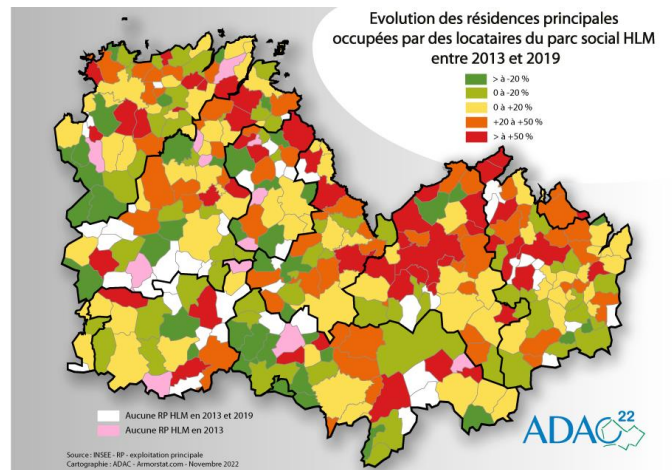 Evolution des résidences principales
occupées par des locataires du parc social HLM
entre 2013 et 2019
> à -20 %
0 à -20 %
0 à +20 %
+20 à +50 %
> à +50 %
Aucune RP HLM en 2013 et 2019
Aucune RP HLM en 2013
ADAC 22
Source : INSEE - RP - exploitation principale
Cartographie : ADAC - Armorstat.com - Novembre 2022